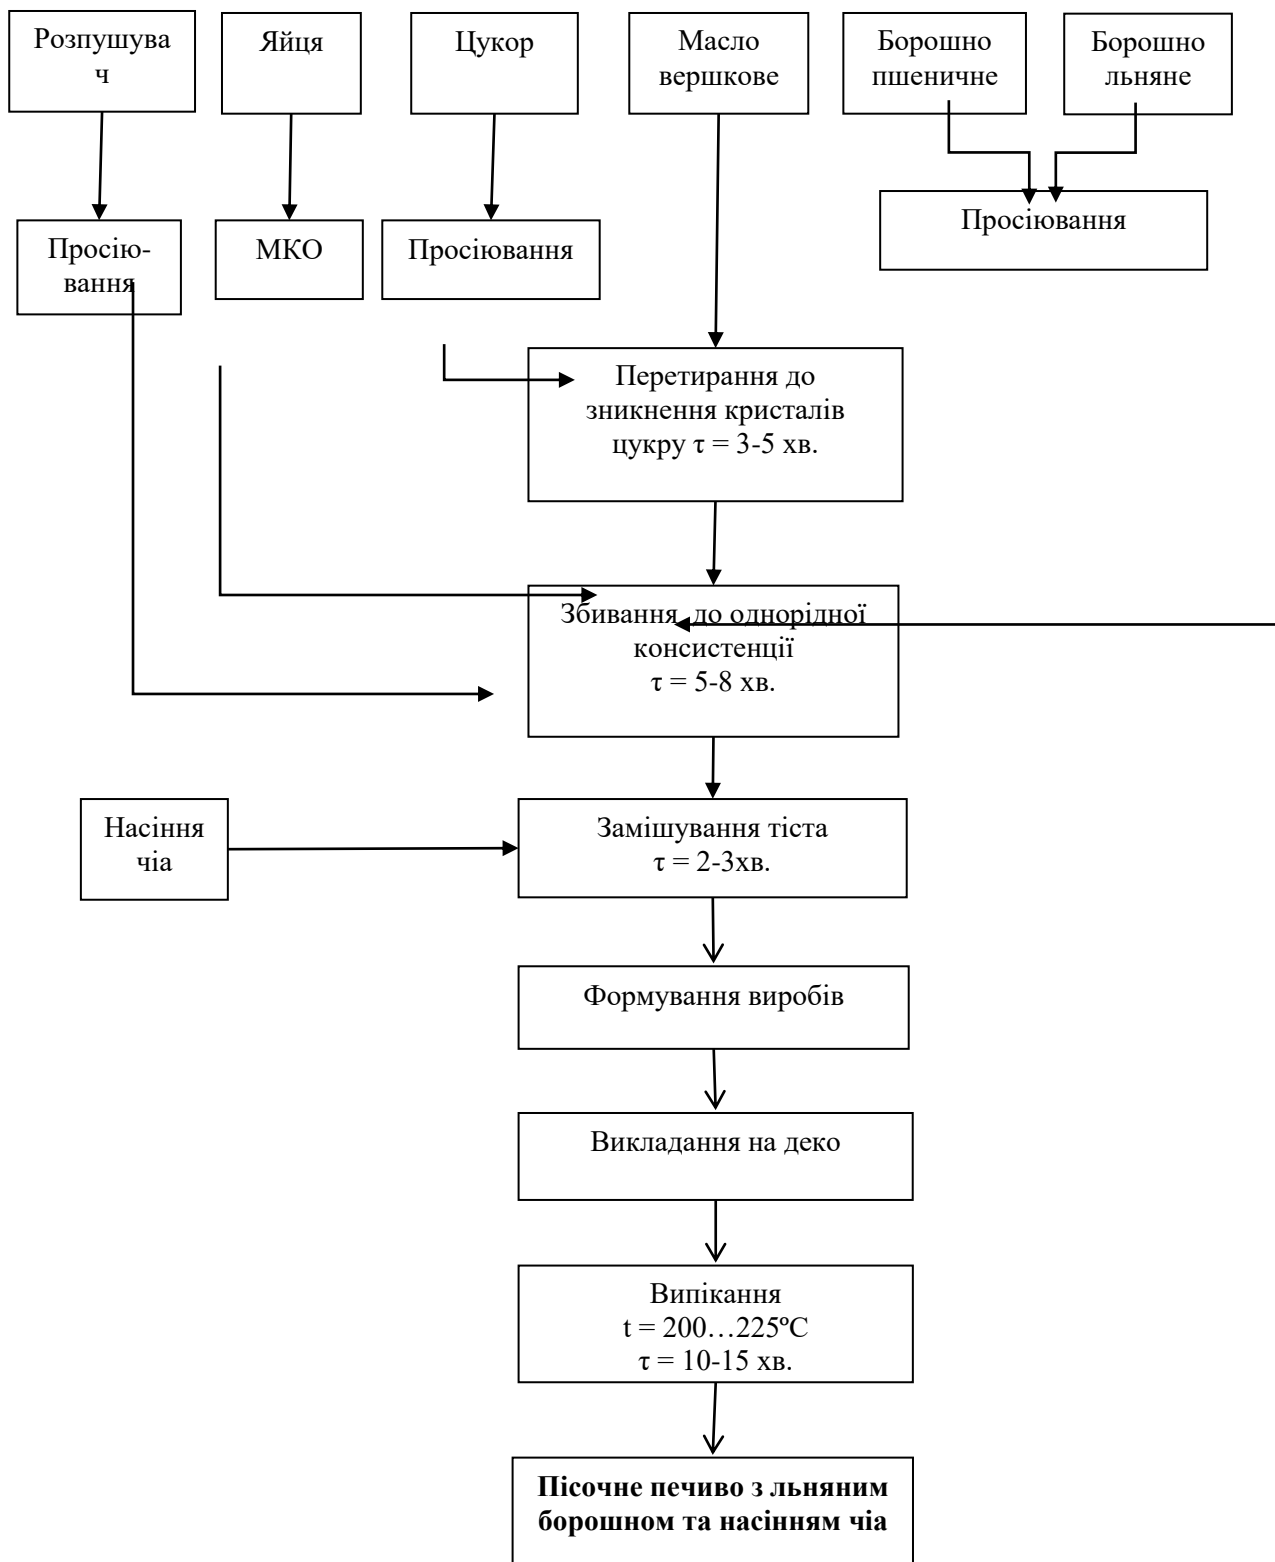 Розпушува
ч
Яйця
Цукор
Масло
вершкове
Борошно
пшеничне
Борошно
льняне
Просію-
вання
МКО
Просіювання
Просіювання
Перетирання до
зникнення кристалів
цукру τ = 3-5 хв.
Збивання до однорідної
консистенції
τ = 5-8 хв.
Насіння
чіа
Замішування тіста
τ = 2-3хв.
Формування виробів
Викладання на деко
Випікання
t = 200…225ºС
τ = 10-15 хв.
Пісочне печиво з льняним
борошном та насінням чіа